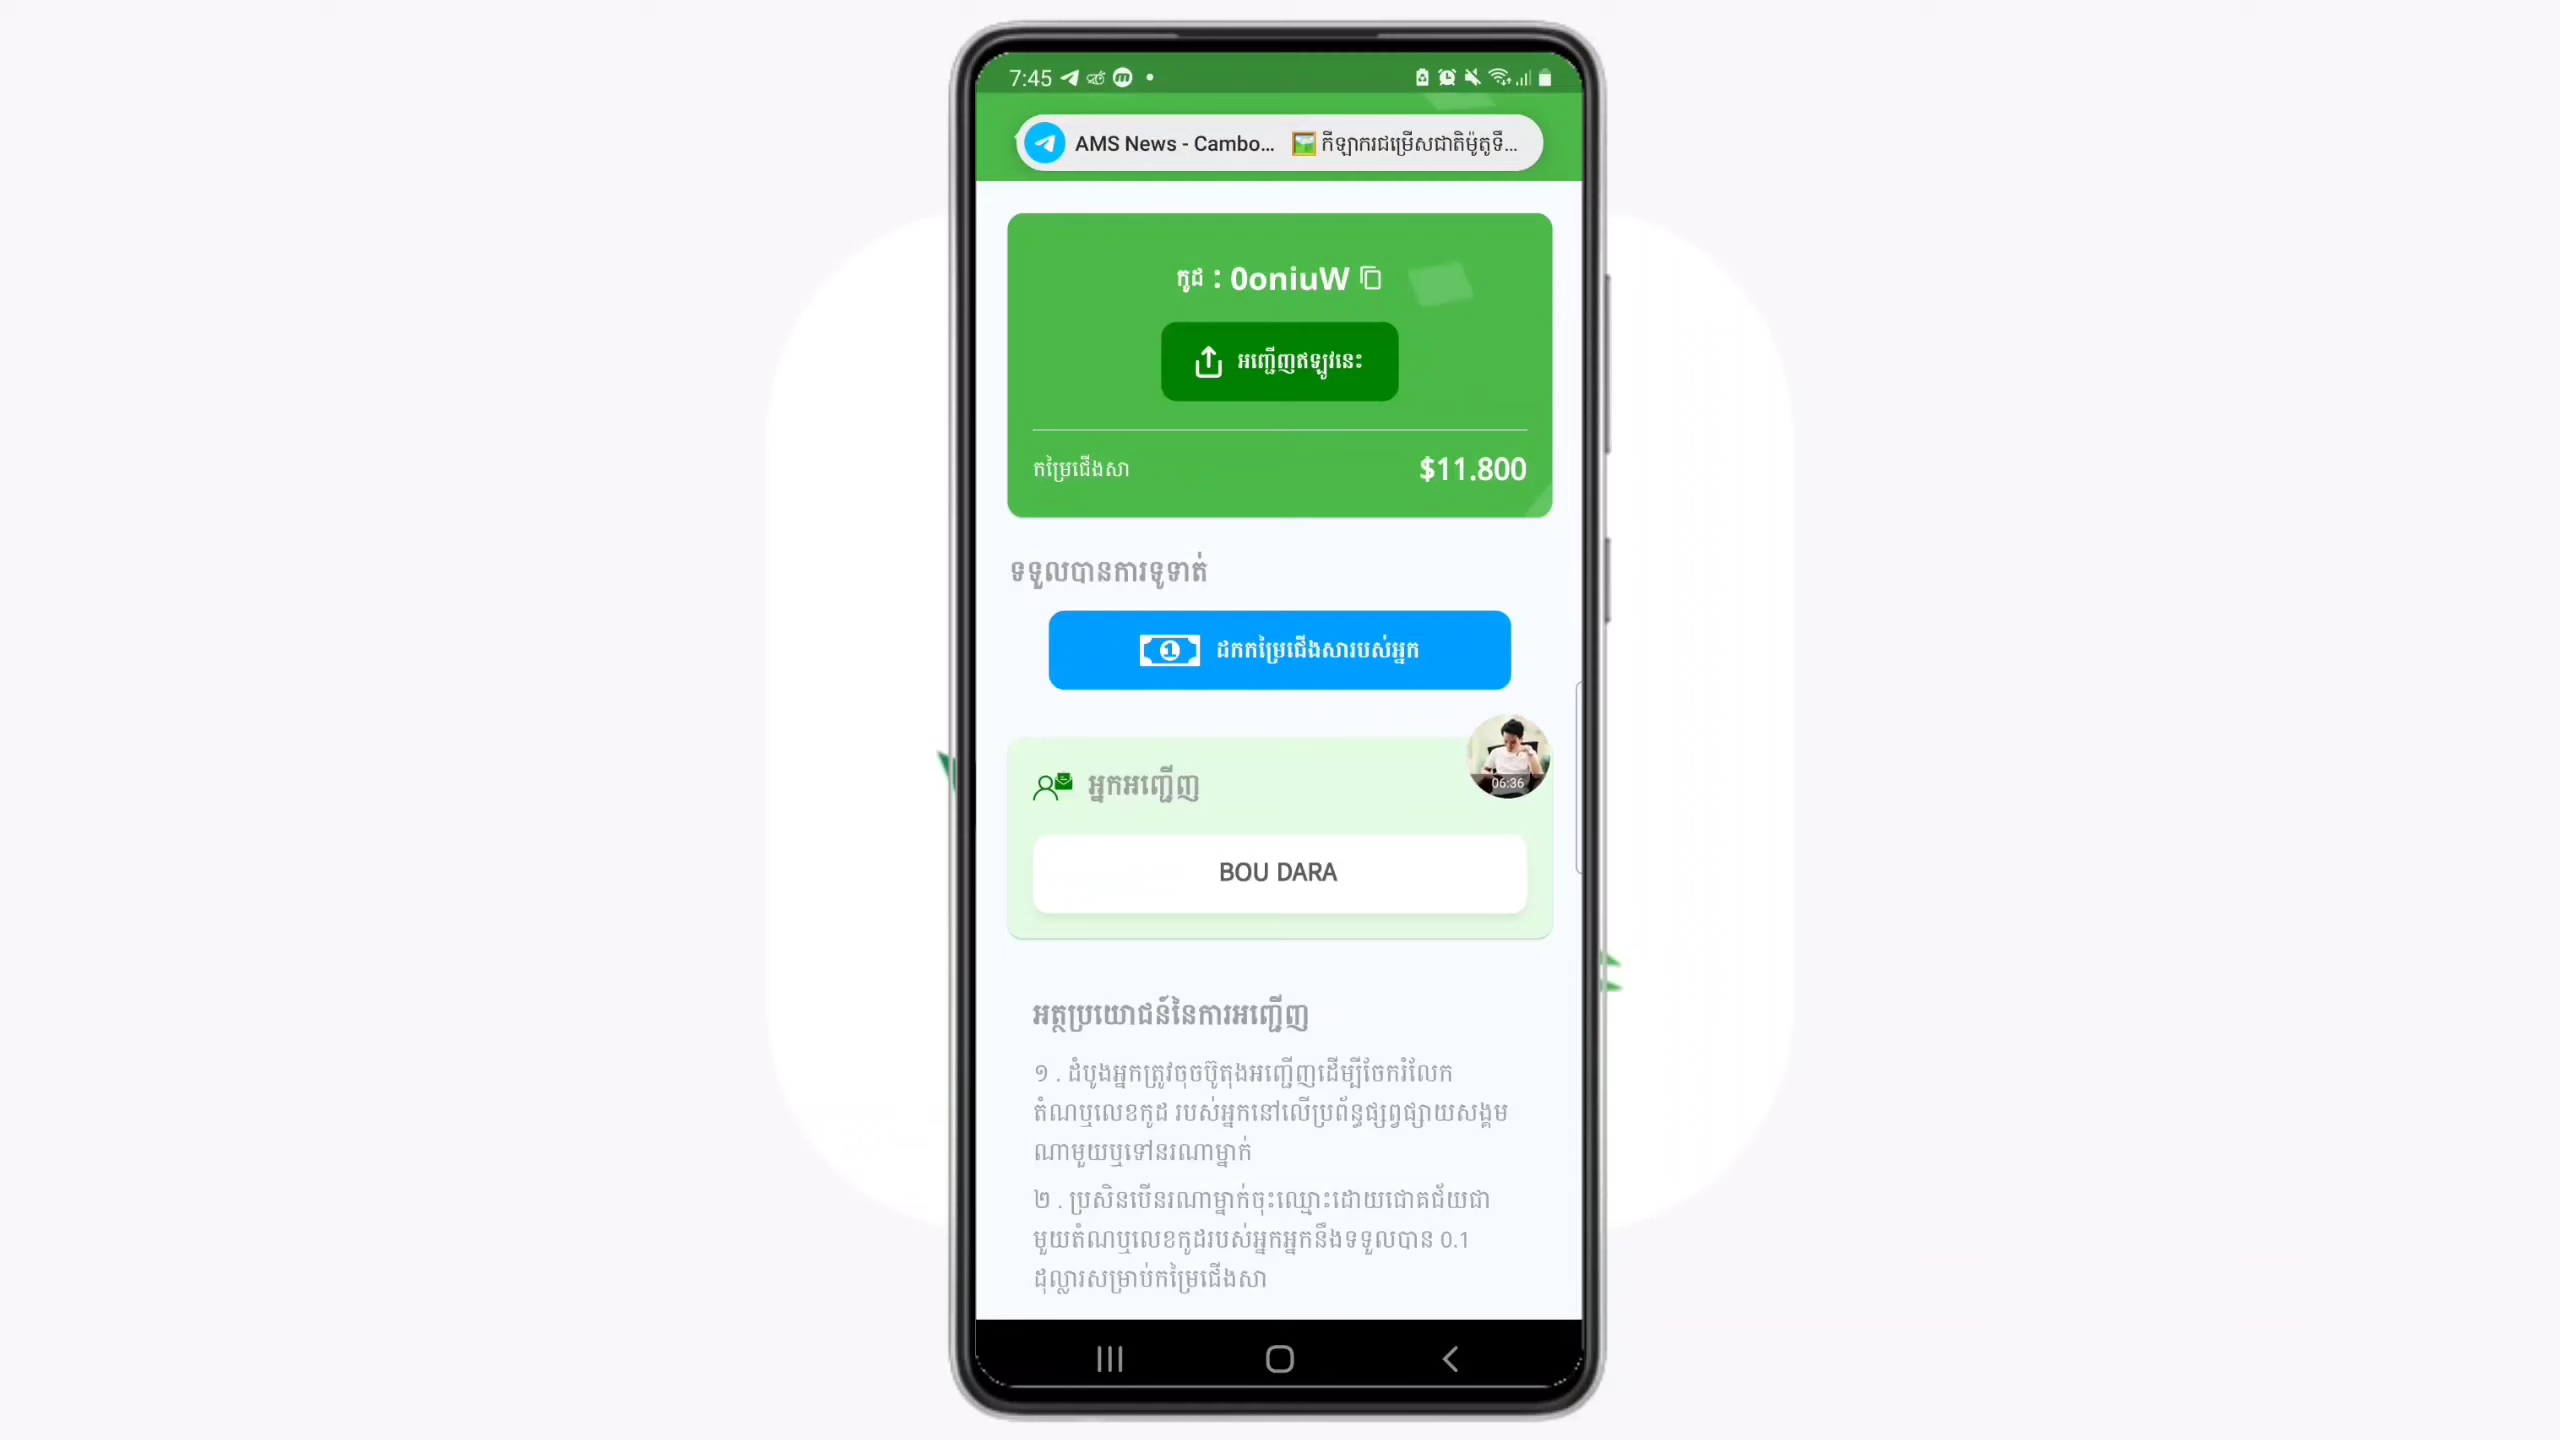 7:45
AMS News - Cambo... កីឡាករជម្រើសជាតិម៉ូតូទឹ...
កូដ : 0oniuW
អញ្ជើញឥឡូវនេះ
កម្រៃជើងសា
$11.800
ទទួលបានការទូទាត់
ដកកម្រៃជើងសារបស់អ្នក
06:36
អ្នកអញ្ជើញ
BOU DARA
អត្ថប្រយោជន៍នៃការអញ្ជើញ
១ . ដំបូងអ្នកត្រូវចុចប៊ូតុងអញ្ជើញដើម្បីចែករំលែក
តំណឬលេខកូដ របស់អ្នកនៅលើប្រព័ន្ធផ្សព្វផ្សាយសង្គម
ណាមួយឬទៅនរណាម្នាក់
២ . ប្រសិនបើនរណាម្នាក់ចុះឈ្មោះដោយជោគជ័យជា
មួយតំណឬលេខកូដរបស់អ្នកអ្នកនឹងទទួលបាន 0.1
ដុល្លារសម្រាប់កម្រៃជើងសា